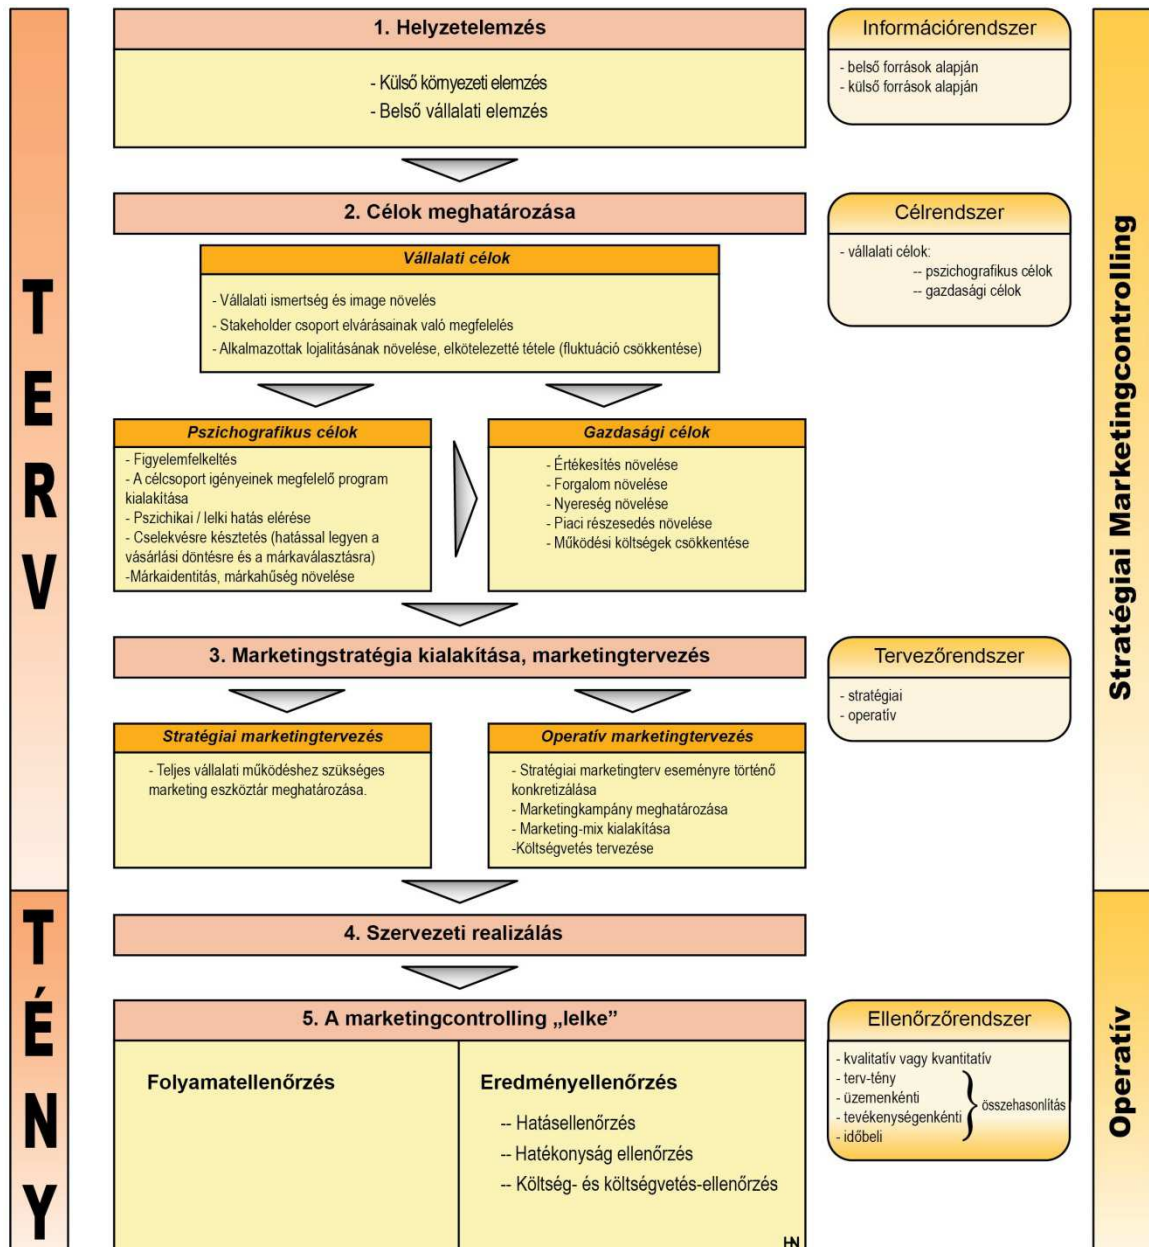 TERV
TÉNY
1. Helyzetelemzés
- Külső környezeti elemzés
- Belső vállalati elemzés
Információrendszer
- belső források alapján
- külső források alapján
2. Célok meghatározása
Célrendszer
- vállalati célok:
-- pszichografikus célok
-- gazdasági célok
Vállalati célok
- Vállalati ismertség és image növelés
- Stakeholder csoport elvárásainak való megfelelés
- Alkalmazottak lojalitásának növelése, elkötelezetté tétele (fluktuáció csökkentése)
Pszichografikus célok
- Figyelemfelkeltés
- A célcsoport igényeinek megfelelő program
kialakítása
- Pszichikai / lelki hatás elérése
- Cselekvésre késztetés (hatással legyen a
vásárlási döntésre és a márkaválasztásra)
-Márkaidentitás, márkahűség növelése
Gazdasági célok
- Értékesítés növelése
- Forgalom növelése
- Nyereség növelése
- Piaci részesedés növelése
- Működési költségek csökkentése
3. Marketingstratégia kialakítása, marketingtervezés
Tervezőrendszer
- stratégiai
- operatív
Stratégiai marketingtervezés
- Teljes vállalati működéshez szükséges
marketing eszköztár meghatározása.
Operatív marketingtervezés
- Stratégiai marketingterv eseményre történő
konkretizálása
- Marketingkampány meghatározása
- Marketing-mix kialakítása
-Költségvetés tervezése
4. Szervezeti realizálás
5. A marketingcontrolling „lelke”
Folyamatellenőrzés
Eredményellenőrzés
-- Hatásellenőrzés
-- Hatékonyság ellenőrzés
-- Költség- és költségvetés-ellenőrzés
HN
Ellenőrzőrendszer
- kvalitatív vagy kvantitatív
- terv-tény
- üzemenkénti
- tevékenységenkénti
- időbeli
összehasonlítás
Stratégiai Marketingcontrolling
Operatív